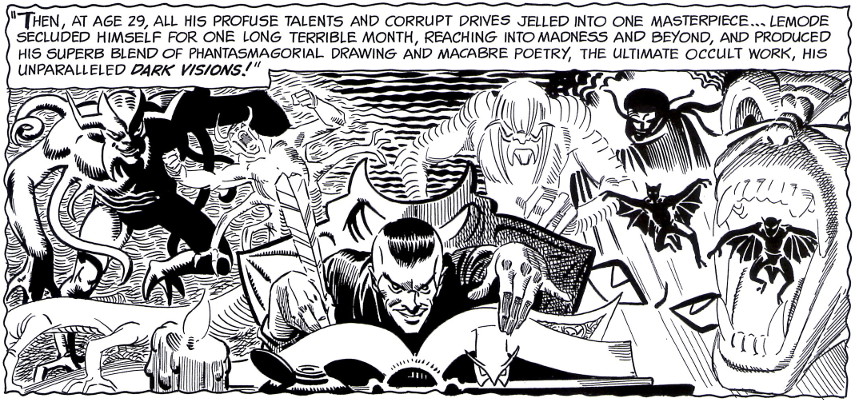 "THEN, AT AGE 29, ALL HIS PROFUSE TALENTS AND CORRUPT DRIVES JELLED INTO ONE MASTERPIECE... LEMODE
SECLUDED HIMSELF FOR ONE LONG TERRIBLE MONTH, REACHING INTO MADNESS AND BEYOND, AND PRODUCED
HIS SUPERB BLEND OF PHANTASMAGORIAL DRAWING AND MACABRE POETRY, THE ULTIMATE OCCULT WORK, HIS
UNPARALLELED DARK VISIONS!"